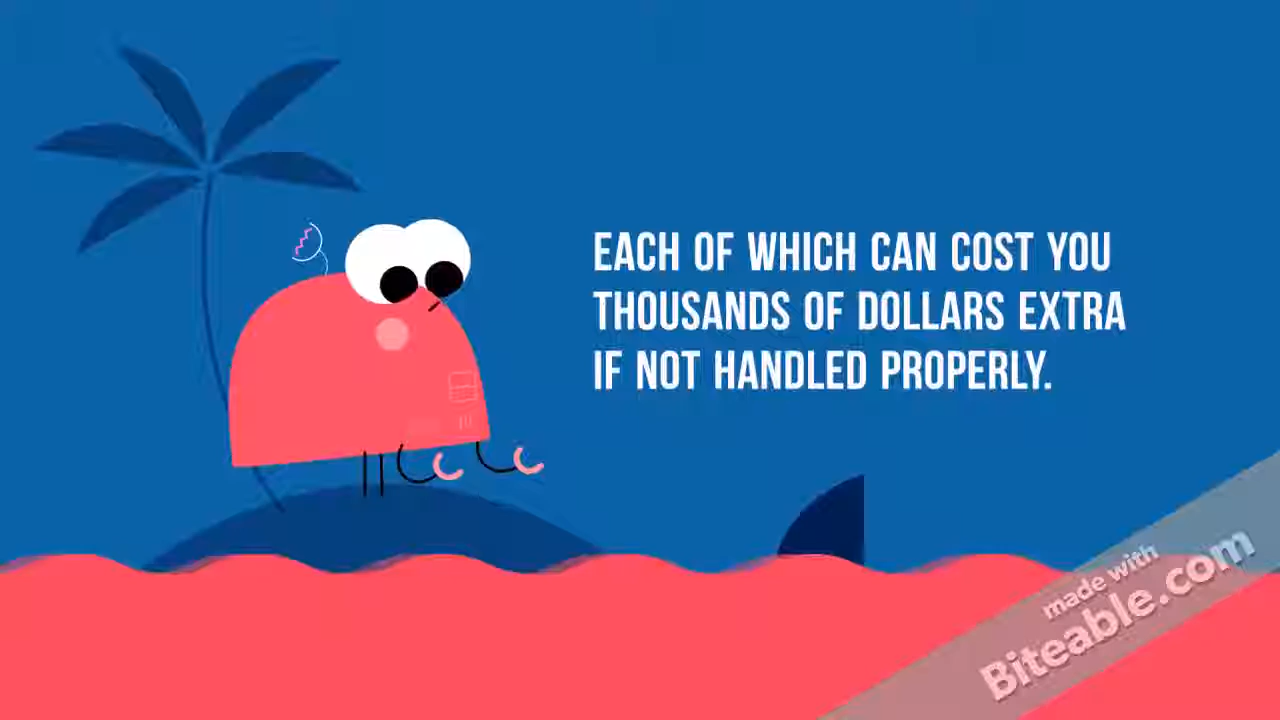 EACH OF WHICH CAN COST YOU
THOUSANDS OF DOLLARS EXTRA
IF NOT HANDLED PROPERLY.
made with
Biteable.com